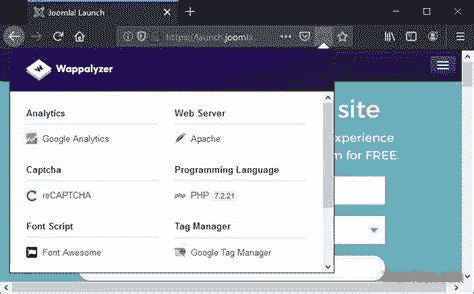 Joomla! Launch
https://launch.joomla
Wappalyzer
Analytics
Google Analytics
Web Server
Apache
Captcha
reCAPTCHA
Programming Language
php PHP 7.2.21
Font Script
Font Awesome
Tag Manager
Google Tag Manager
site
xperience
m for FREE.